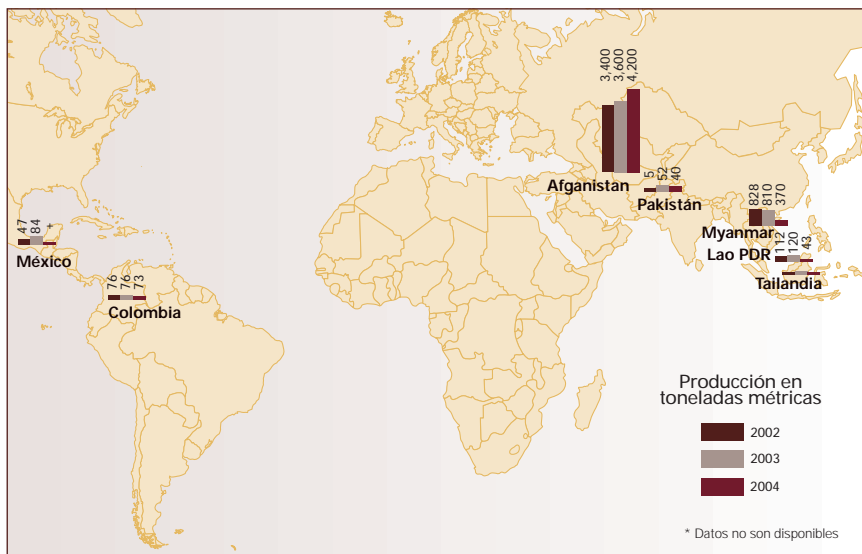 3,400 3,600 4,200
Afganistan
5 52 40
Pakistán
828 810 370
Myanmar
112 120 43
Lao PDR
Tailandia
47 84 *
México
76 76 73
Colombia
Producción en
toneladas métricas
2002
2003
2004
* Datos no son disponibles